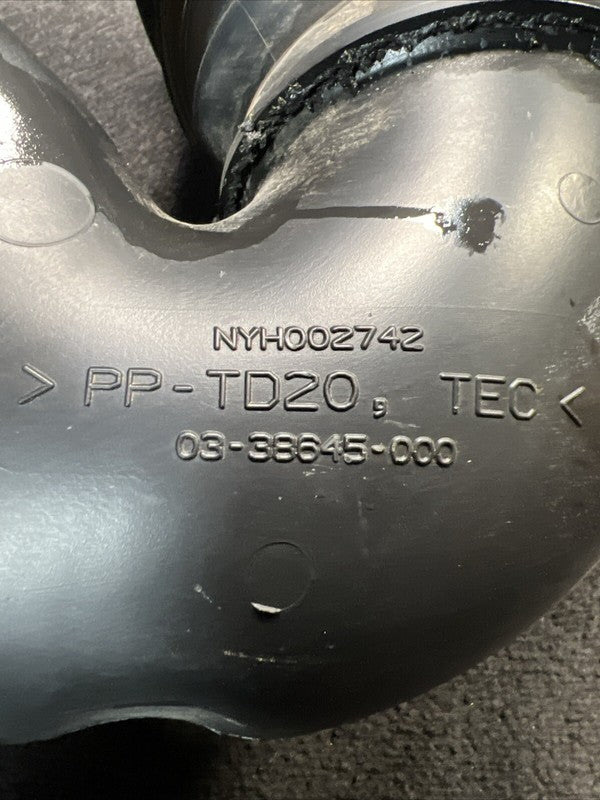 NYH002742
> PP-TD20, TEC <
03-38645-000